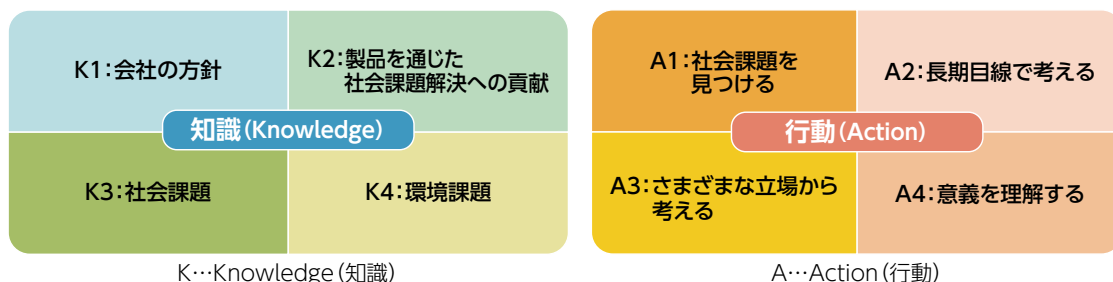 K1：会社の方針
K2：製品を通じた
社会課題解決への貢献
知識(Knowledge)
K3：社会課題
K4：環境課題
K…Knowledge(知識)
A1：社会課題を
見つける
A2：長期目線で考える
行動(Action)
A3：さまざまな立場から
考える
A4：意義を理解する
A…Action(行動)